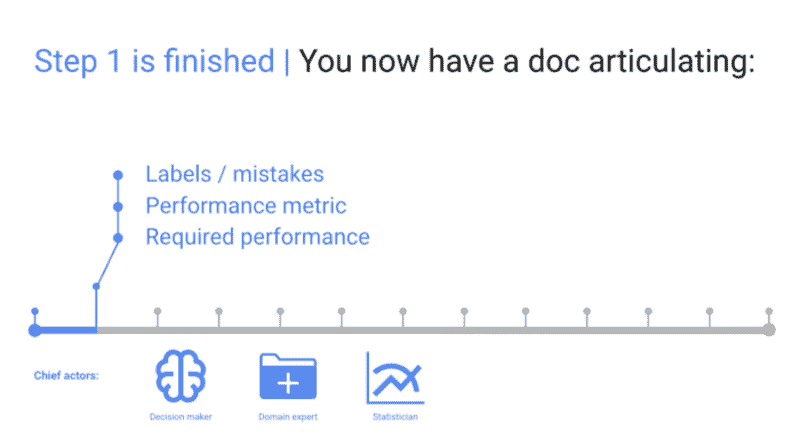 Step 1 is finished | You now have a doc articulating:
Labels / mistakes
Performance metric
Required performance
Chief actors:
Decision maker
Domain expert
Statistician